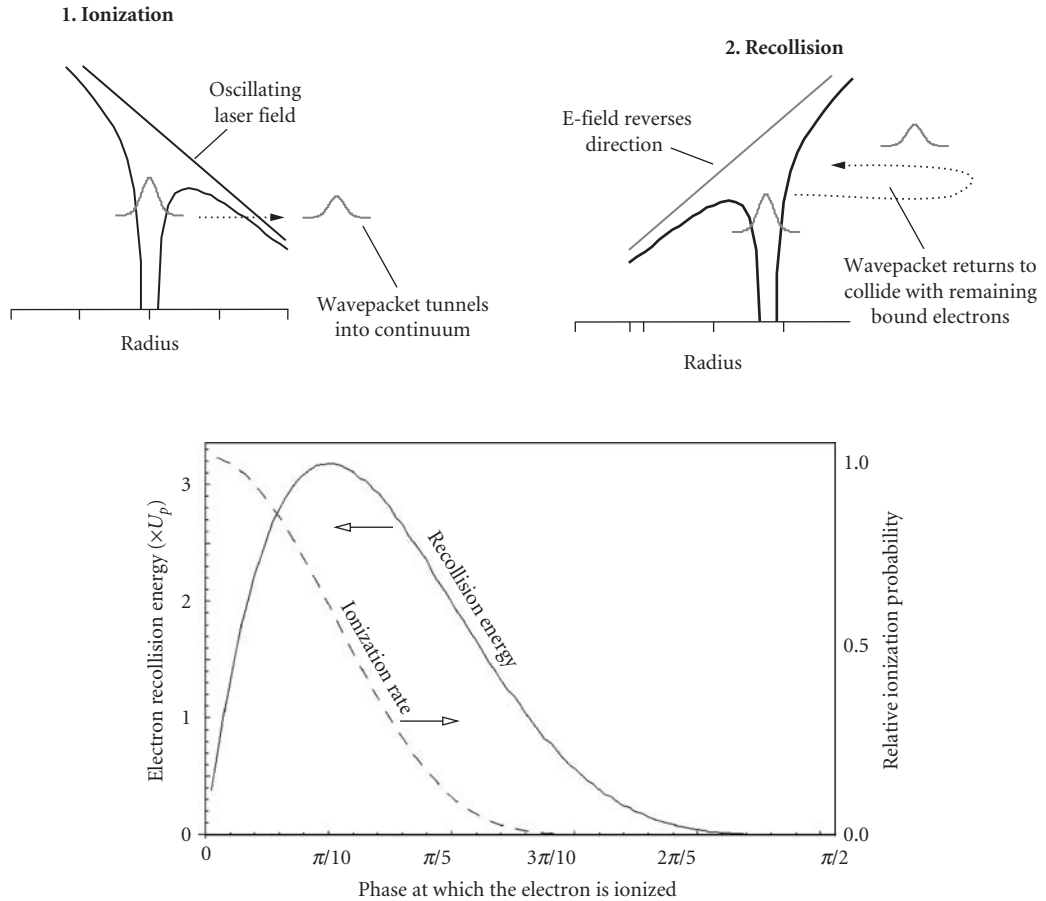 1. Ionization
Oscillating
laser field
Wavepacket tunnels
into continuum
Radius
2. Recollision
E-field reverses
direction
Wavepacket returns to
collide with remaining
bound electrons
Radius
Electron recollision energy (×U_p)
3
2
1
0
Recollision energy
Ionization rate
1.0
0.5
0.0
Relative ionization probability
0 π/10 π/5 3π/10 2π/5 π/2
Phase at which the electron is ionized